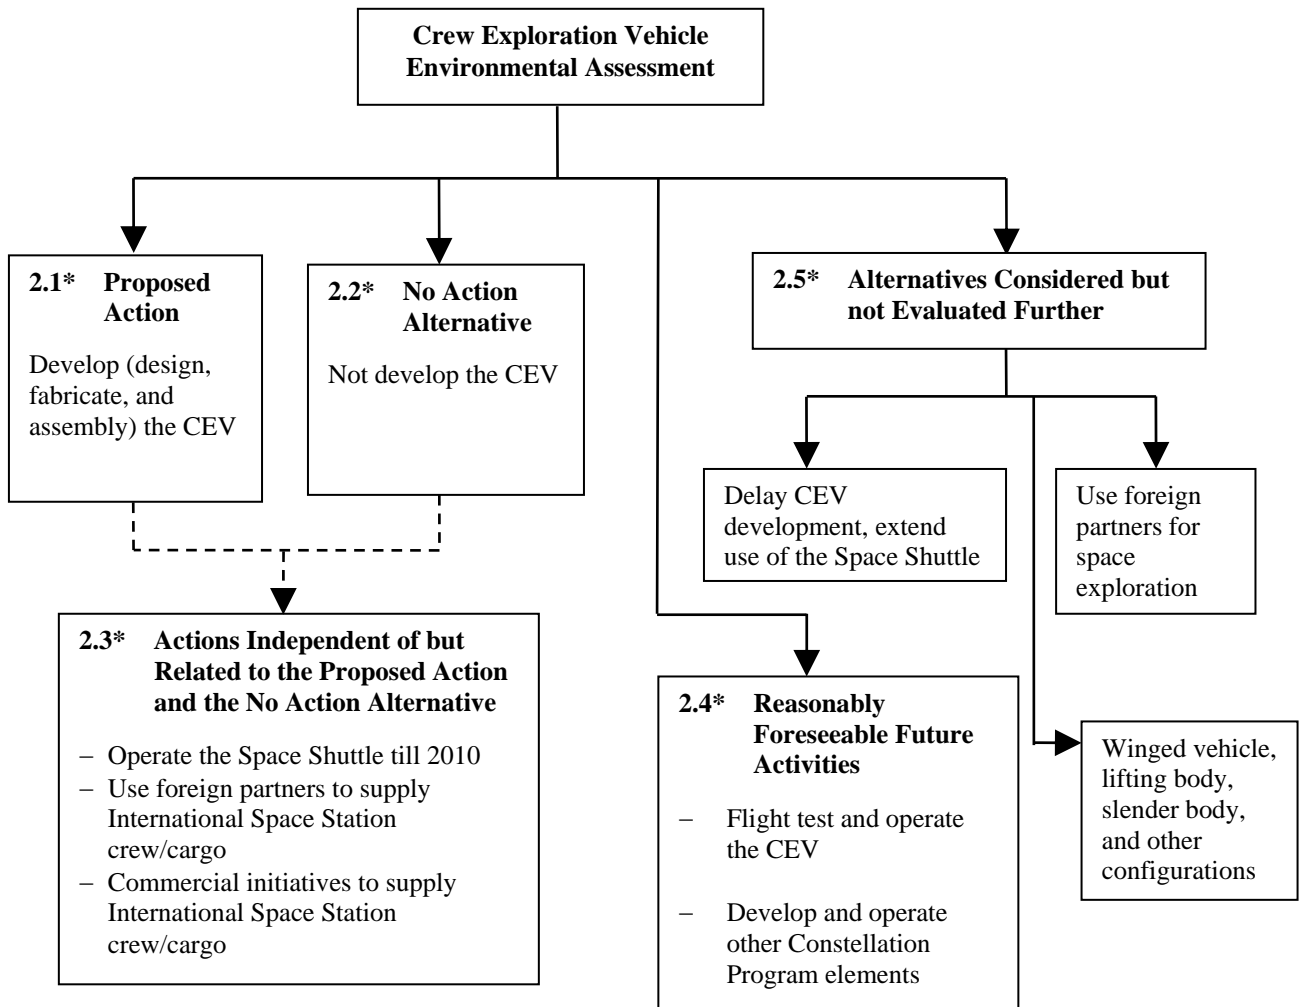 Crew Exploration Vehicle
Environmental Assessment
2.1* Proposed
Action
Develop (design,
fabricate, and
assembly) the CEV
2.2* No Action
Alternative
Not develop the CEV
2.5* Alternatives Considered but
not Evaluated Further
Delay CEV
development, extend
use of the Space Shuttle
Use foreign
partners for
space
exploration
2.3* Actions Independent of but
Related to the Proposed Action
and the No Action Alternative
– Operate the Space Shuttle till 2010
– Use foreign partners to supply
International Space Station
crew/cargo
– Commercial initiatives to supply
International Space Station
crew/cargo
2.4* Reasonably
Foreseeable Future
Activities
– Flight test and operate
the CEV
– Develop and operate
other Constellation
Program elements
Winged vehicle,
lifting body,
slender body,
and other
configurations